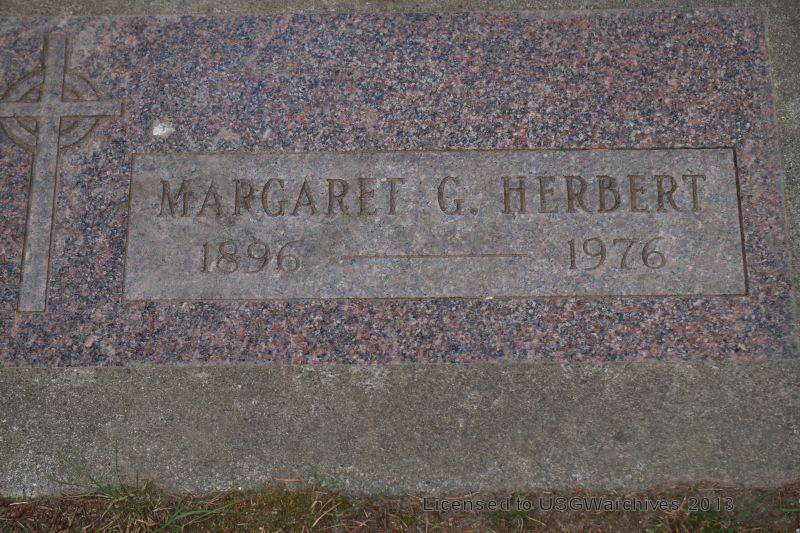 MARGARET G. HERBERT
1896 — 1976
Licensed to USGWarchives 2013